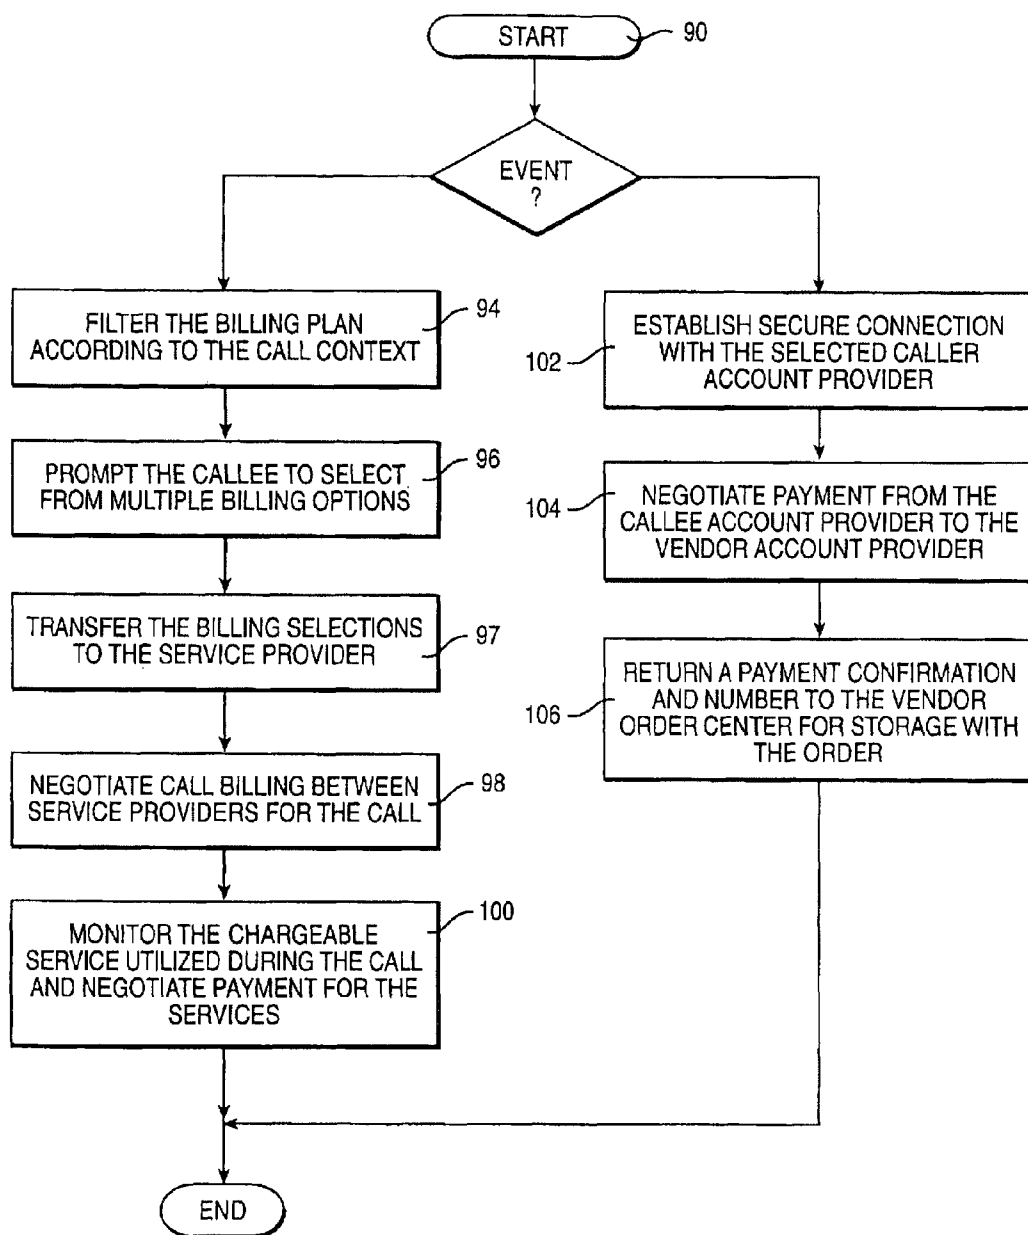 START
90
EVENT
?
FILTER THE BILLING PLAN
ACCORDING TO THE CALL CONTEXT
94
PROMPT THE CALLEE TO SELECT
FROM MULTIPLE BILLING OPTIONS
96
TRANSFER THE BILLING SELECTIONS
TO THE SERVICE PROVIDER
97
NEGOTIATE CALL BILLING BETWEEN
SERVICE PROVIDERS FOR THE CALL
98
MONITOR THE CHARGEABLE
SERVICE UTILIZED DURING THE CALL
AND NEGOTIATE PAYMENT FOR THE
SERVICES
100
ESTABLISH SECURE CONNECTION
WITH THE SELECTED CALLER
ACCOUNT PROVIDER
102
NEGOTIATE PAYMENT FROM THE
CALLEE ACCOUNT PROVIDER TO THE
VENDOR ACCOUNT PROVIDER
104
RETURN A PAYMENT CONFIRMATION
AND NUMBER TO THE VENDOR
ORDER CENTER FOR STORAGE WITH
THE ORDER
106
END